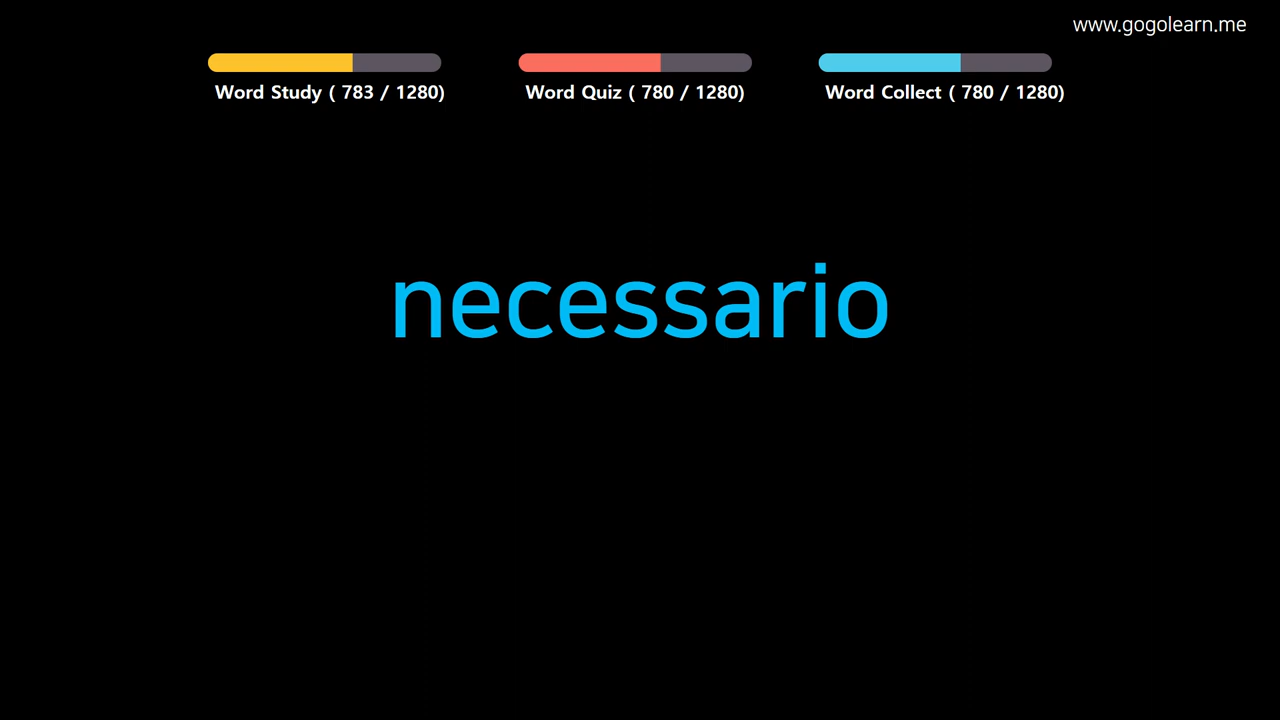 www.gogolearn.me
Word Study ( 783 / 1280)
Word Quiz ( 780 / 1280)
Word Collect ( 780 / 1280)
necessario